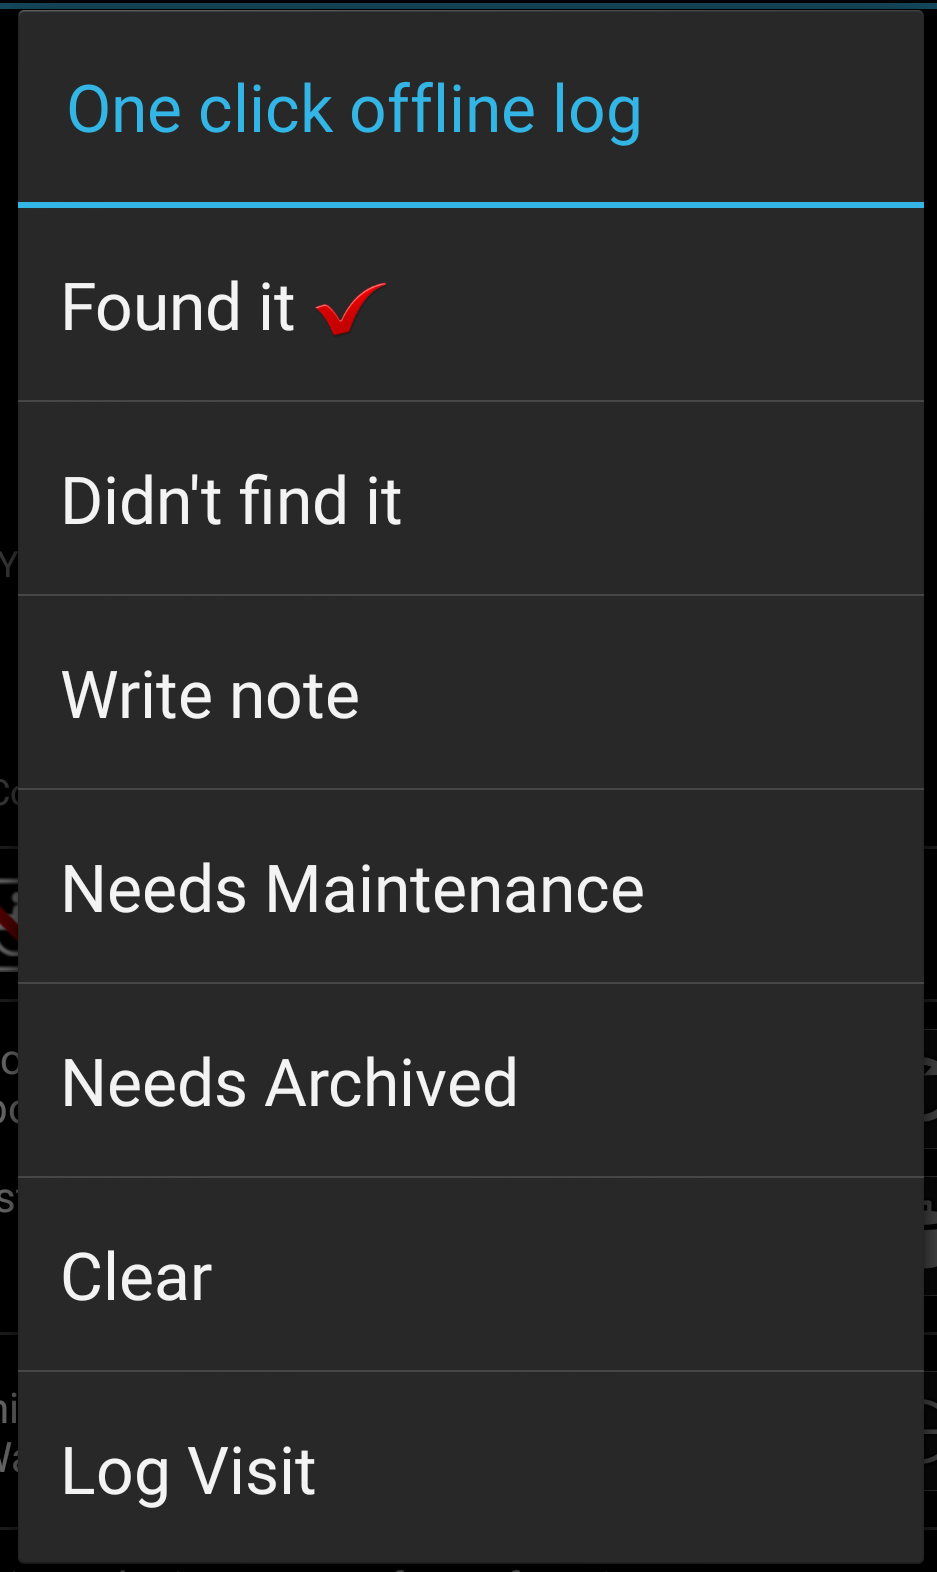 One click offline log
Found it
Didn't find it
Write note
Needs Maintenance
Needs Archived
Clear
Log Visit